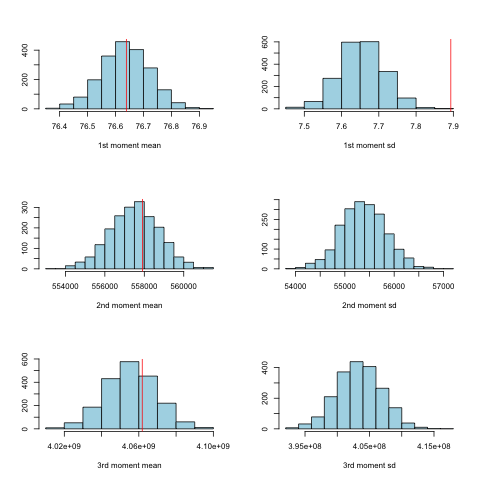 0 200 400
76.4 76.5 76.6 76.7 76.8 76.9
1st moment mean
0 200 400 600
7.5 7.6 7.7 7.8 7.9
1st moment sd
0 100 200 300
554000 556000 558000 560000
2nd moment mean
0 100 250
54000 55000 56000 57000
2nd moment sd
0 200 400 600
4.02e+09 4.06e+09 4.10e+09
3rd moment mean
0 200 400
3.95e+08 4.05e+08 4.15e+08
3rd moment sd